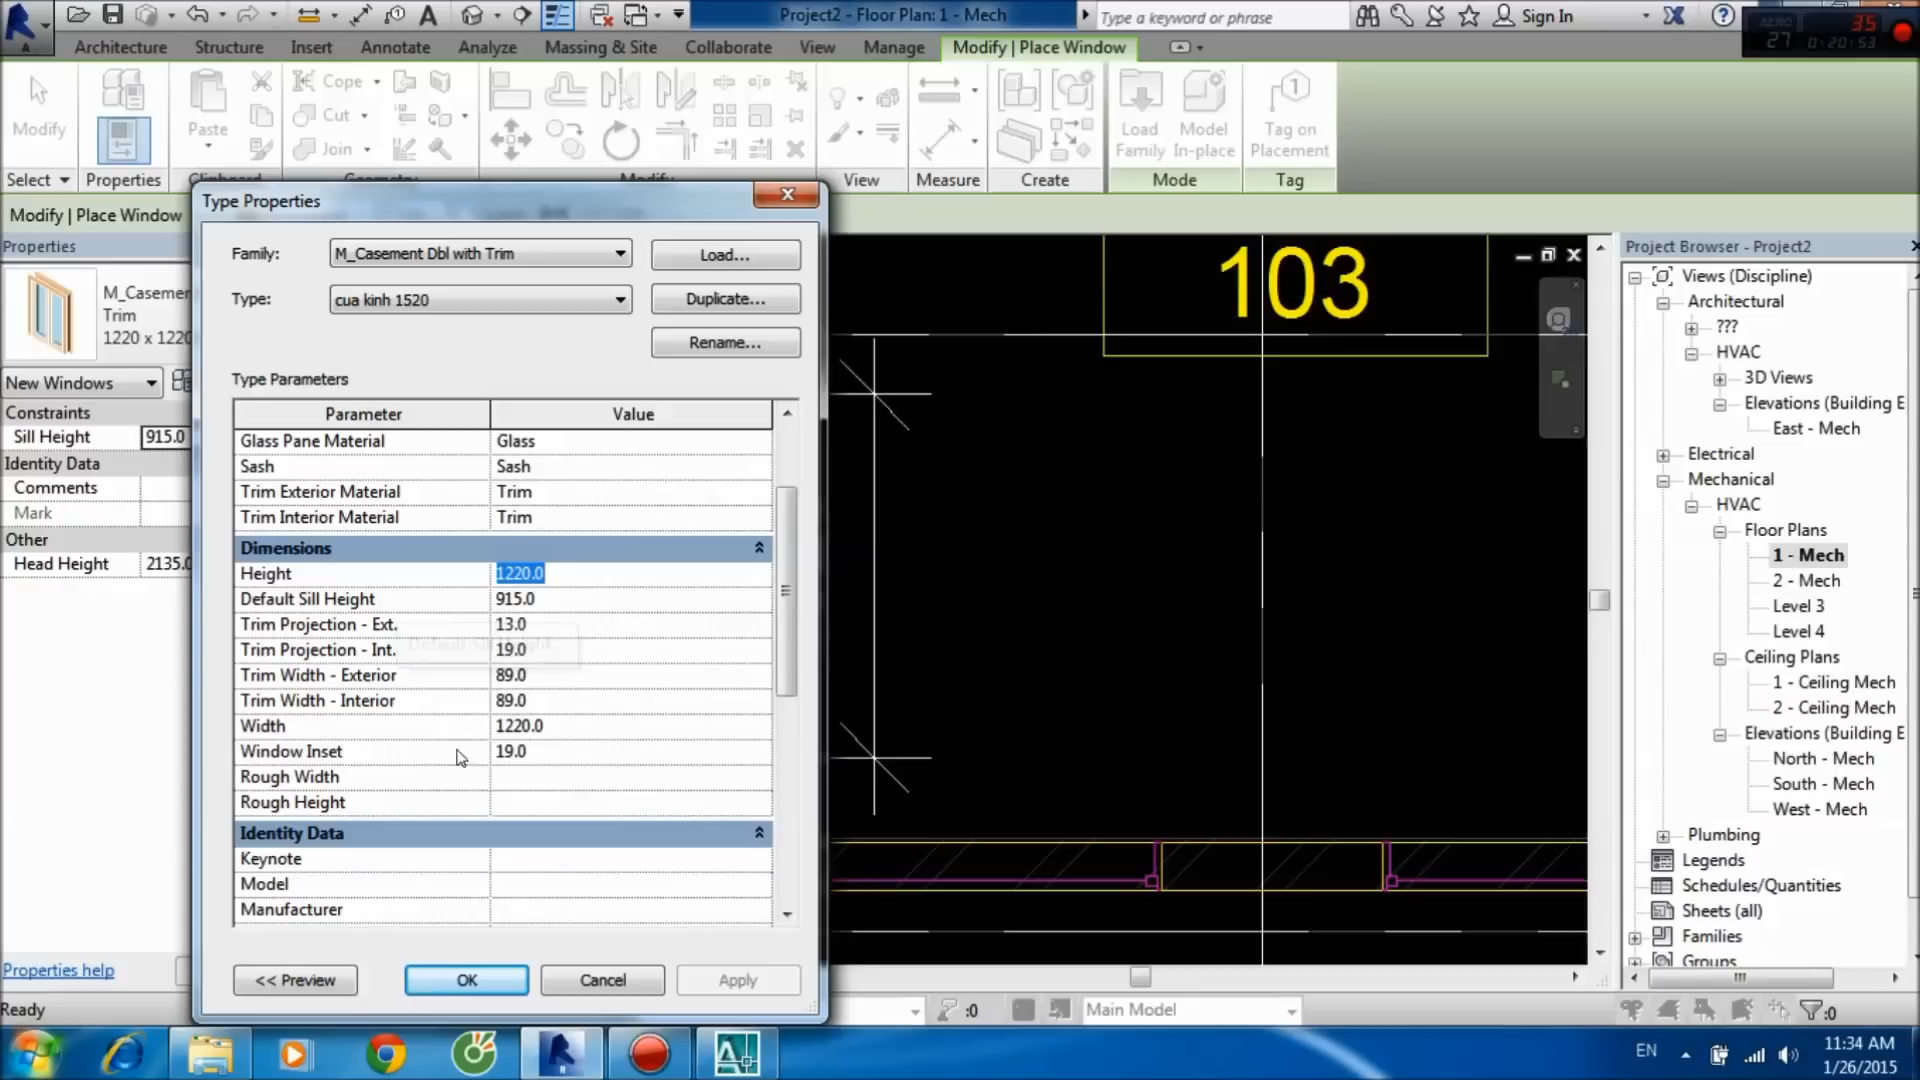 Project2 - Floor Plan: 1 - Mech
Type a keyword or phrase
Sign In
35
27
0:20:53
Architecture
Structure
Insert
Annotate
Analyze
Massing & Site
Collaborate
View
Manage
Modify | Place Window
Modify
Paste
Cope
Cut
Join
Load Family
Model In-place
Tag on Placement
Select
Properties
View
Measure
Create
Mode
Tag
Modify | Place Window
Properties
M_Casement
Trim
1220 x 1220
New Windows
Constraints
Sill Height 915.0
Identity Data
Comments
Mark
Other
Head Height 2135.0
Properties help
Ready
Type Properties
Family: M_Casement Dbl with Trim Load...
Type: cua kinh 1520 Duplicate...
Rename...
Type Parameters
Parameter Value
Glass Pane Material Glass
Sash Sash
Trim Exterior Material Trim
Trim Interior Material Trim
Dimensions
Height 1220.0
Default Sill Height 915.0
Trim Projection - Ext. 13.0
Trim Projection - Int. 19.0
Trim Width - Exterior 89.0
Trim Width - Interior 89.0
Width 1220.0
Window Inset 19.0
Rough Width
Rough Height
Identity Data
Keynote
Model
Manufacturer
<< Preview
OK
Cancel
Apply
103
Project Browser - Project2
Views (Discipline)
Architectural
???
HVAC
3D Views
Elevations (Building E
East - Mech
Electrical
Mechanical
HVAC
Floor Plans
1 - Mech
2 - Mech
Level 3
Level 4
Ceiling Plans
1 - Ceiling Mech
2 - Ceiling Mech
Elevations (Building E
North - Mech
South - Mech
West - Mech
Plumbing
Legends
Schedules/Quantities
Sheets (all)
Families
Groups
:0
Main Model
:0
EN
11:34 AM
1/26/2015